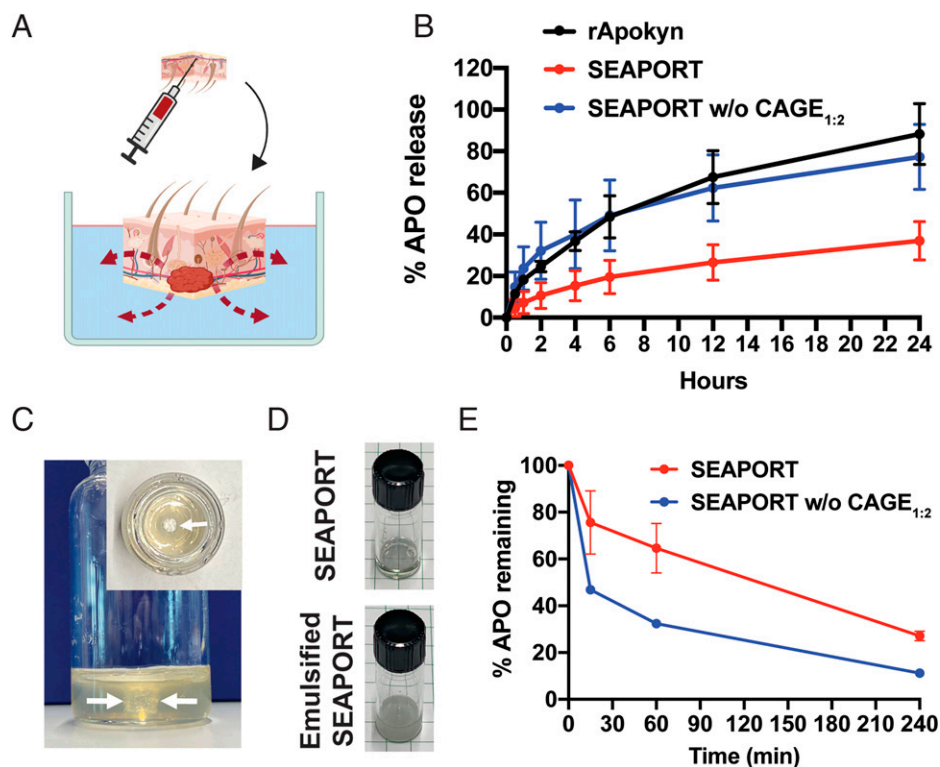 A
B
rApokyn
SEAPORT
SEAPORT w/o CAGE1:2
% APO release
120
100
80
60
40
20
0
0 2 4 6 8 10 12 14 16 18 20 22 24
Hours
C
D
SEAPORT
Emulsified
SEAPORT
E
SEAPORT
SEAPORT w/o CAGE1:2
% APO remaining
100
80
60
40
20
0
0 30 60 90 120 150 180 210 240
Time (min)